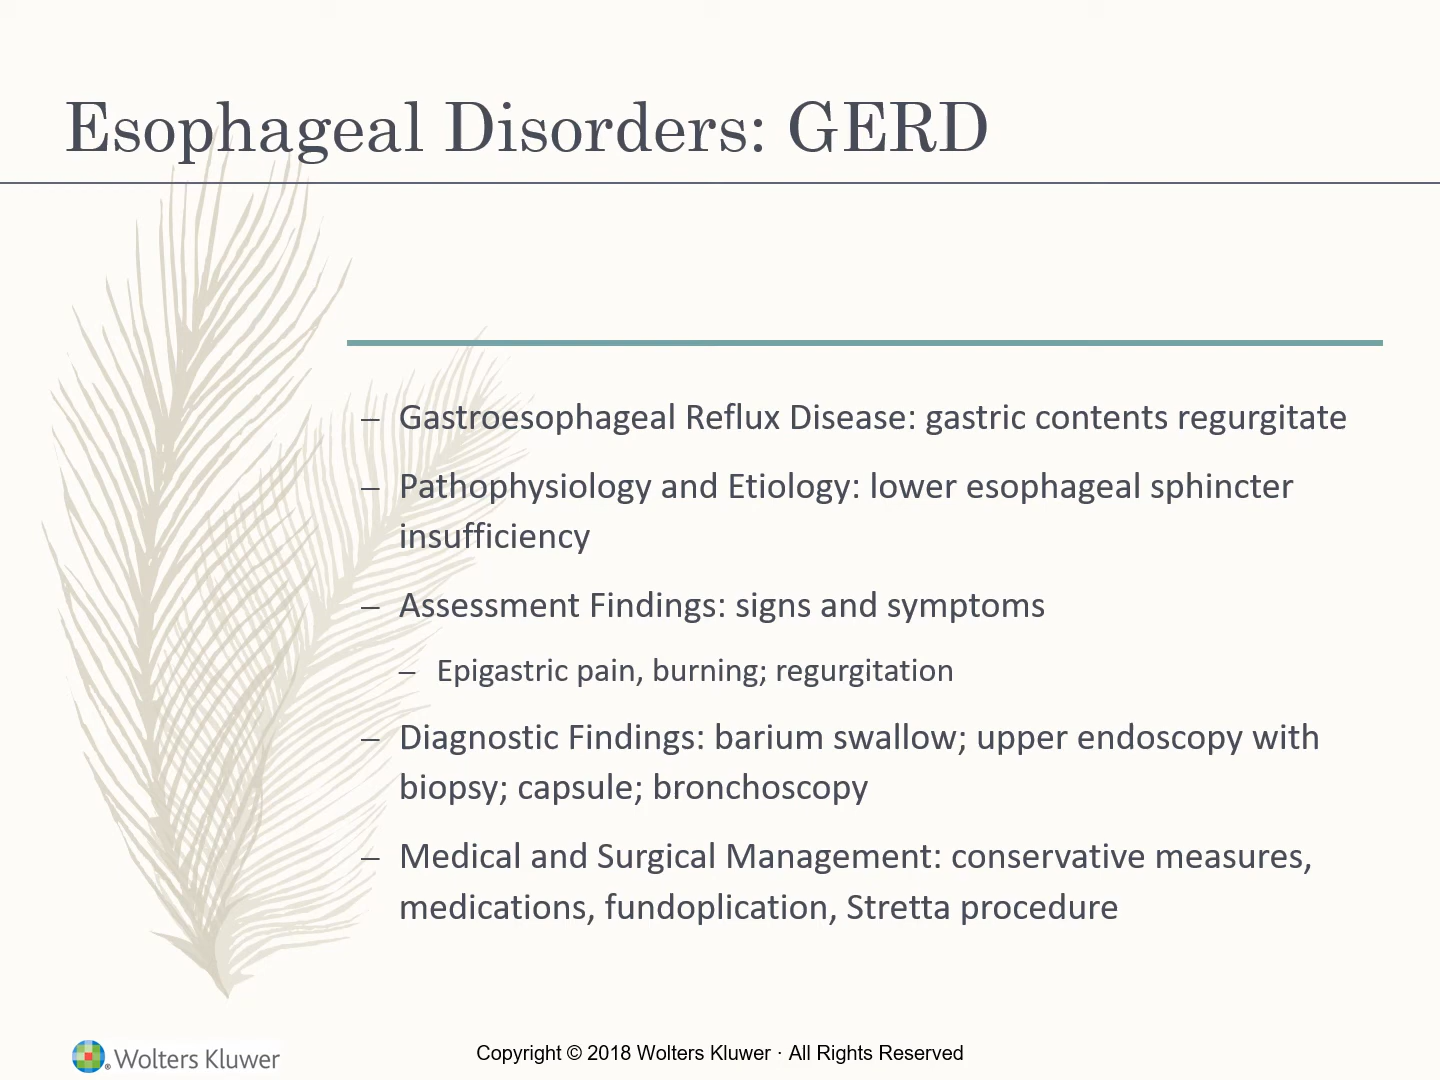 Esophageal Disorders: GERD
– Gastroesophageal Reflux Disease: gastric contents regurgitate
– Pathophysiology and Etiology: lower esophageal sphincter
insufficiency
– Assessment Findings: signs and symptoms
– Epigastric pain, burning; regurgitation
– Diagnostic Findings: barium swallow; upper endoscopy with
biopsy; capsule; bronchoscopy
– Medical and Surgical Management: conservative measures,
medications, fundoplication, Stretta procedure
Wolters Kluwer
Copyright © 2018 Wolters Kluwer · All Rights Reserved